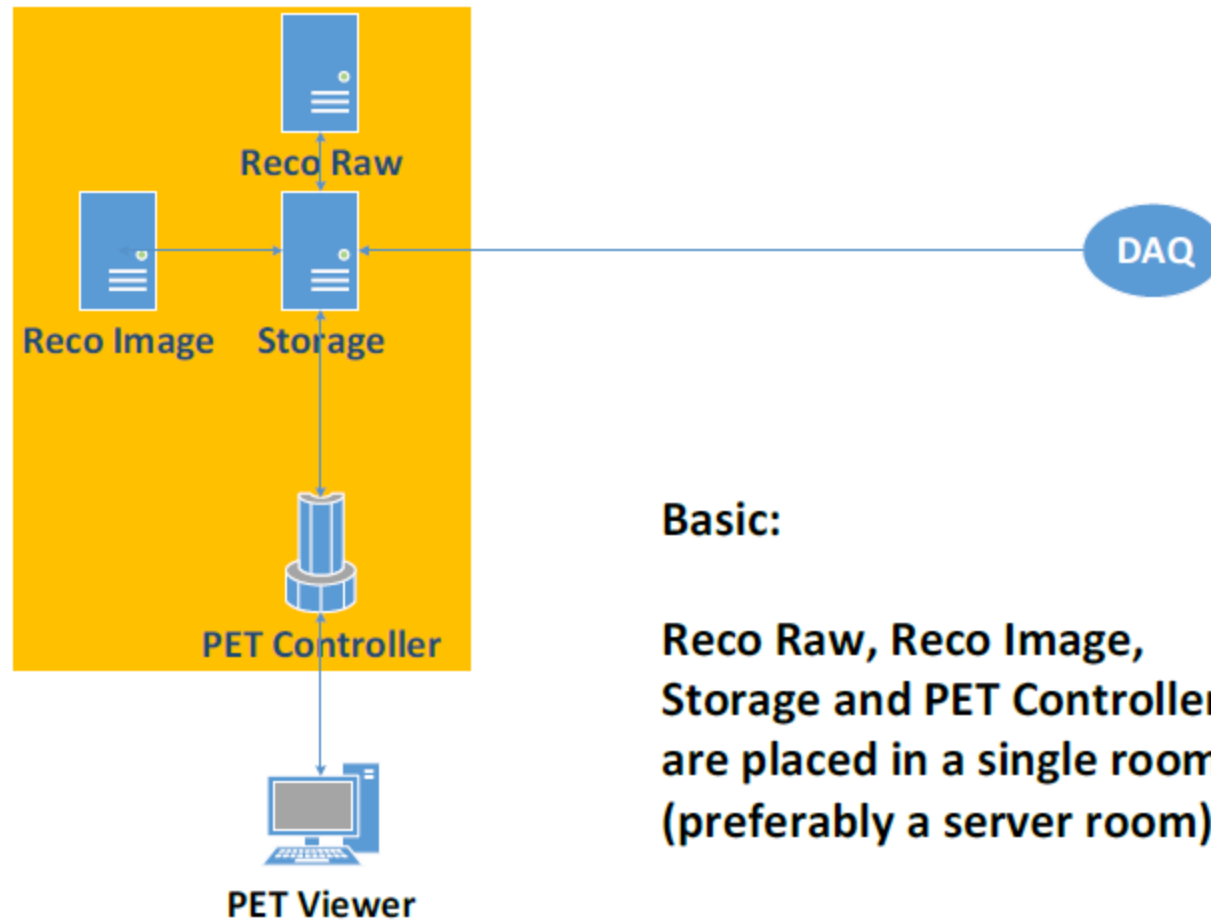 Reco Raw
DAQ
Reco Image
Storage
Basic:
PET Controller
Reco Raw, Reco Image,
Storage and PET Controller
are placed in a single room
(preferably a server room)
PET Viewer